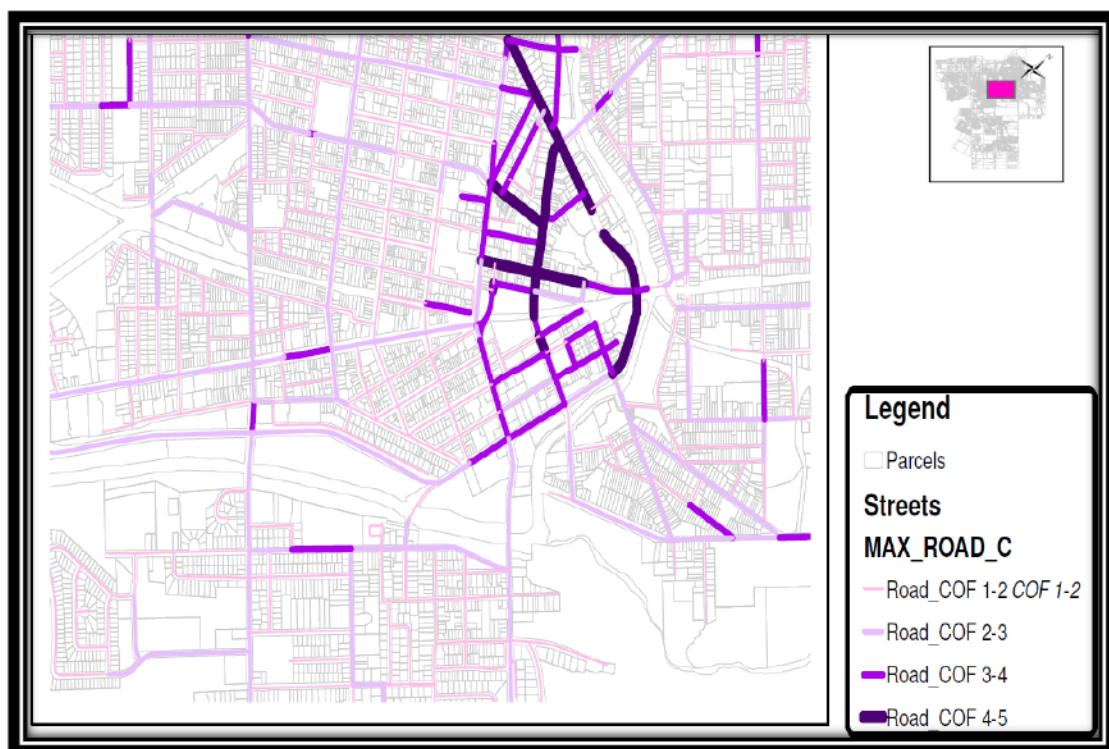 Legend
Parcels
Streets
MAX_ROAD_C
Road_COF 1-2 COF 1-2
Road_COF 2-3
Road_COF 3-4
Road_COF 4-5